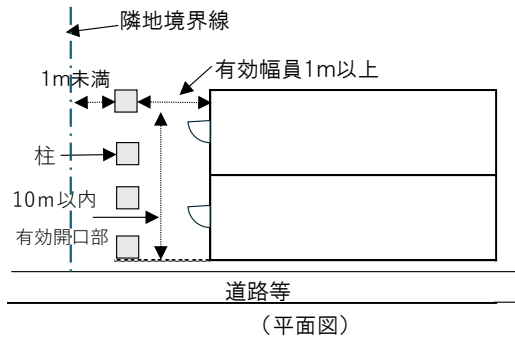 隣地境界線
1m未満
有効幅員1m以上
柱
10m以内
有効開口部
道路等
（平面図）